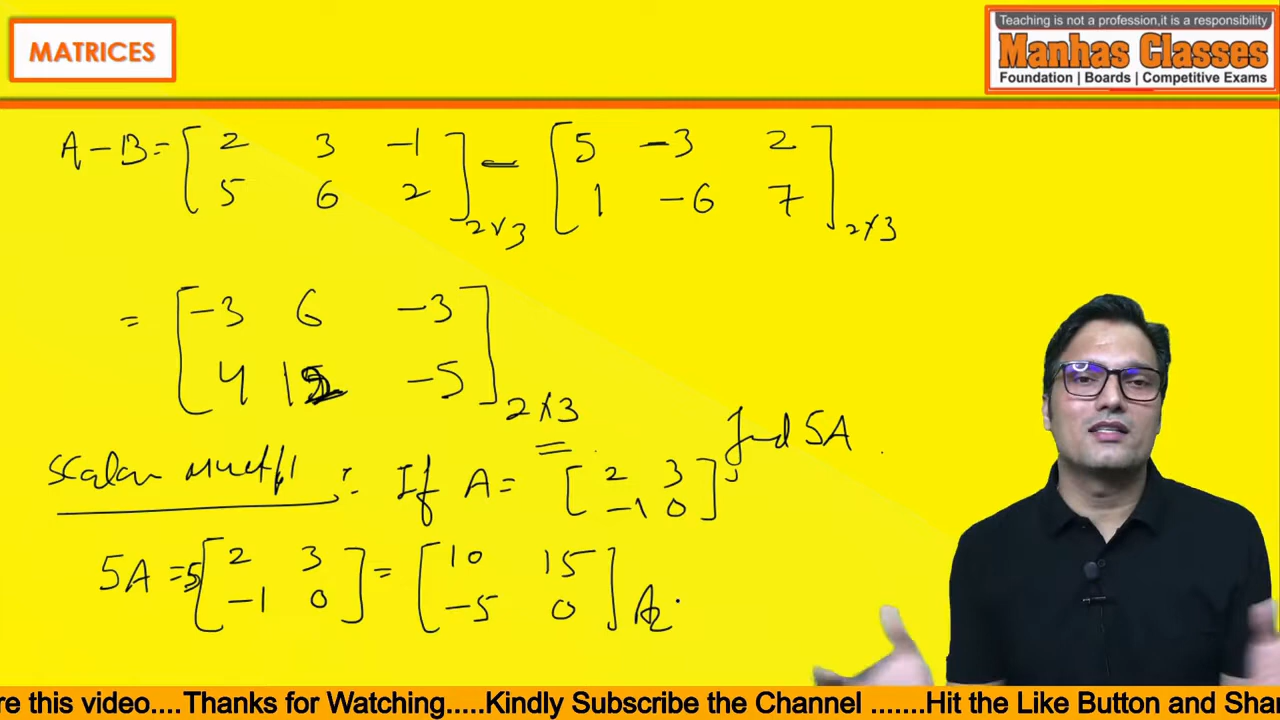 MATRICES
Teaching is not a profession,it is a responsibility
Manhas Classes
Foundation | Boards | Competitive Exams
A - B = [ 2 3 -1 ] - [ 5 -3 2 ]
5 6 2 2×3 1 -6 7 2×3
= [ -3 6 -3 ]
4 12 -5 2×3
find 5A
Scalar : If A = [ 2 3 ] ,
-1 0
5A = 5 [ 2 3 ] = [ 10 15 ]
-1 0 -5 0
re this video....Thanks for Watching.....Kindly Subscribe the Channel .......Hit the Like Button and Sha